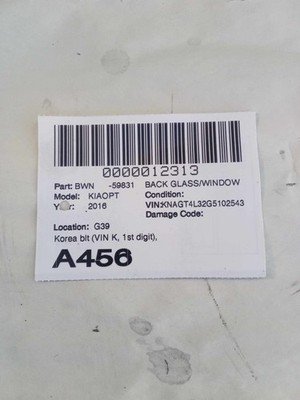 0000012313
Part: BWN -59831 BACK GLASS/WINDOW
Model: KIAOPT Condition:
Year: 2016 VIN:KNAGT4L32G5102543
Damage Code:
Location: G39
Korea blt (VIN K, 1st digit),
A456